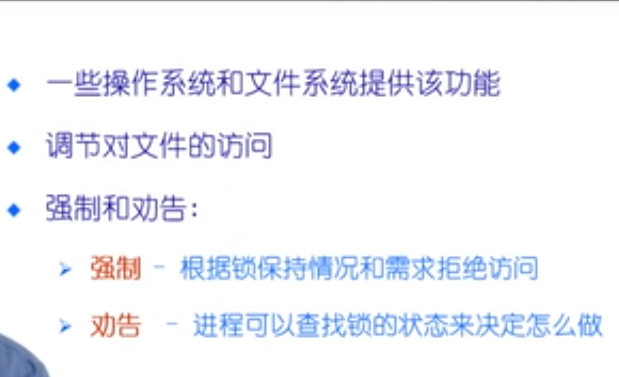 一些操作系统和文件系统提供该功能
调节对文件的访问
强制和劝告：
强制 – 根据锁保持情况和需求拒绝访问
劝告 – 进程可以查找锁的状态来决定怎么做